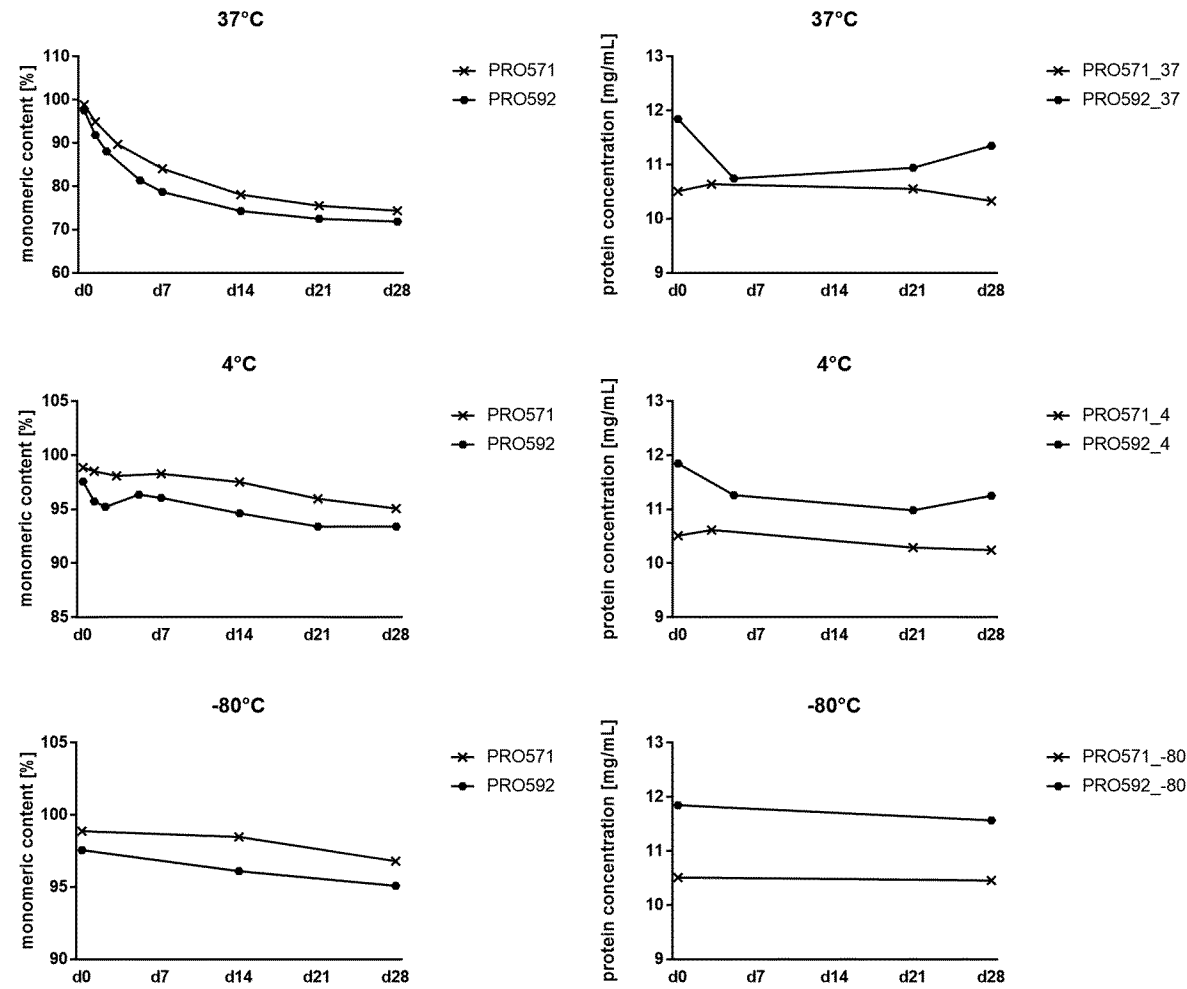 37°C
monomeric content [%]
110
100
90
80
70
60
d0 d7 d14 d21 d28
PRO571
PRO592
37°C
protein concentration [mg/mL]
13
12
11
10
9
d0 d7 d14 d21 d28
PRO571_37
PRO592_37
4°C
monomeric content [%]
105
100
95
90
85
d0 d7 d14 d21 d28
PRO571
PRO592
4°C
protein concentration [mg/mL]
13
12
11
10
9
d0 d7 d14 d21 d28
PRO571_4
PRO592_4
-80°C
monomeric content [%]
105
100
95
90
d0 d7 d14 d21 d28
PRO571
PRO592
-80°C
protein concentration [mg/mL]
13
12
11
10
9
d0 d7 d14 d21 d28
PRO571_-80
PRO592_-80